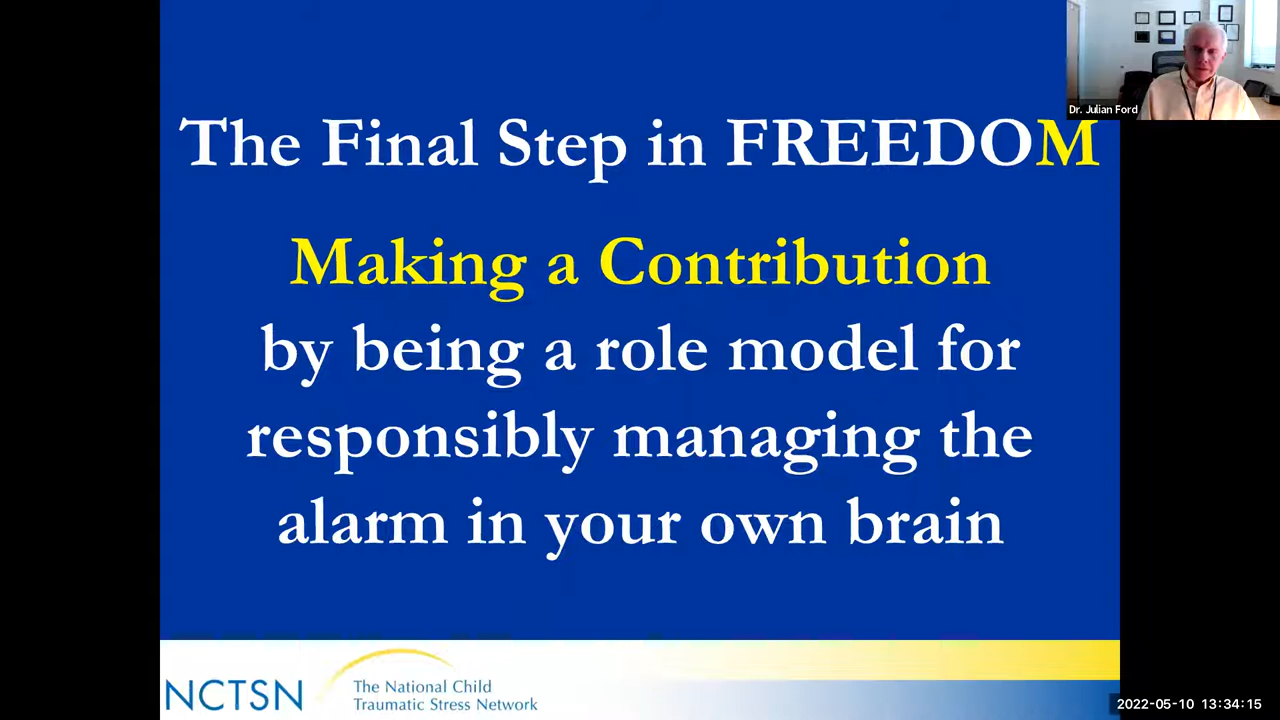 Dr. Julian Ford
The Final Step in FREEDOM
Making a Contribution
by being a role model for
responsibly managing the
alarm in your own brain
NCTSN
The National Child
Traumatic Stress Network
2022-05-10 13:34:15